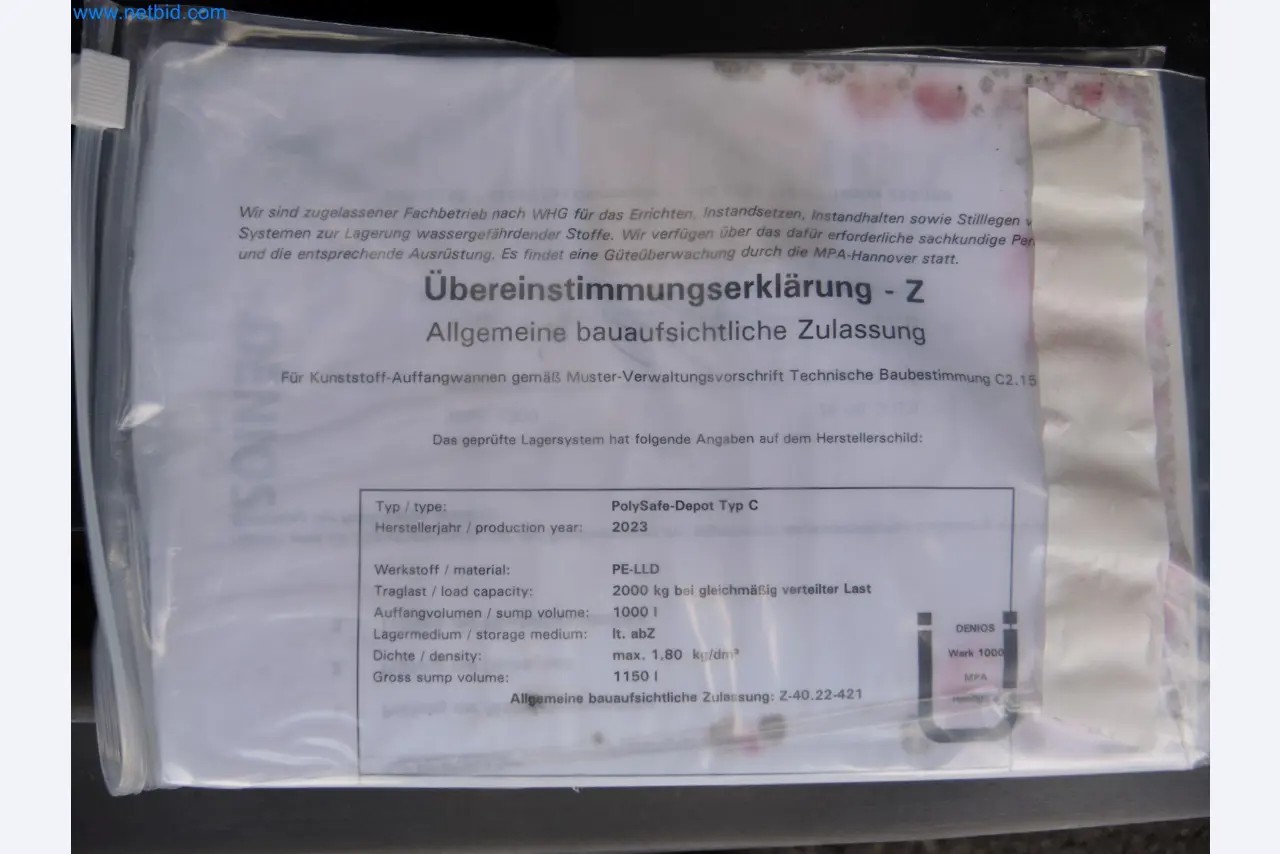 www.netbid.com
Wir sind zugelassener Fachbetrieb nach WHG für das Errichten, Instandsetzen, Instandhalten sowie Stilllegen
Systemen zur Lagerung wassergefährdender Stoffe. Wir verfügen über das dafür erforderliche sachkundige
und die entsprechende Ausrüstung. Es findet eine Güteüberwachung durch die MPA-Hannover statt.
Übereinstimmungserklärung - Z
Allgemeine bauaufsichtliche Zulassung
Für Kunststoff-Auffangwannen gemäß Muster-Verwaltungsvorschrift Technische Baubestimmung C2.15
Das geprüfte Lagersystem hat folgende Angaben auf dem Herstellerschild:
Typ / type: PolySafe-Depot Typ C
Herstellerjahr / production year: 2023
Werkstoff / material: PE-LLD
Traglast / load capacity: 2000 kg bei gleichmäßig verteilter Last
Auffangvolumen / sump volume: 1000 l
Lagermedium / storage medium: lt. abZ
Dichte / density: max. 1,80 kg/dm³
Gross sump volume: 1150 l
Allgemeine bauaufsichtliche Zulassung: Z-40.22-421
DENIOS
Werk 1000
MPA
DENIOS